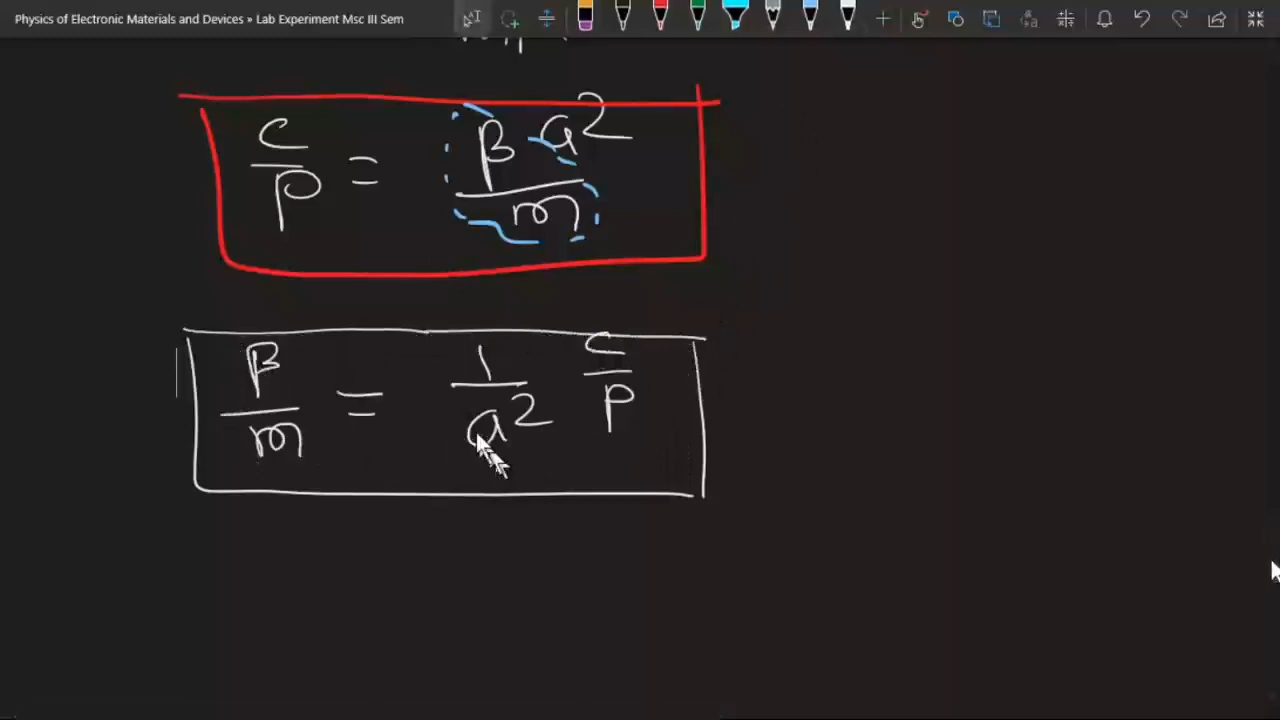 Physics of Electronic Materials and Devices » Lab Experiment Msc III Sem
C/P = βa²/m
β/m = 1/a² C/P